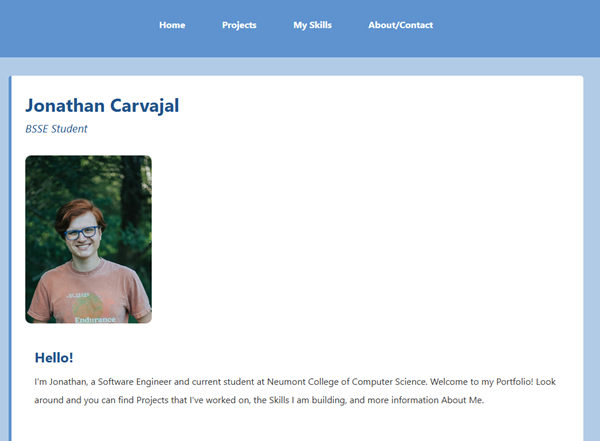 Home Projects My Skills About/Contact
Jonathan Carvajal
BSSE Student
Endurance
Hello!
I'm Jonathan, a Software Engineer and current student at Neumont College of Computer Science. Welcome to my Portfolio! Look
around and you can find Projects that I've worked on, the Skills I am building, and more information About Me.